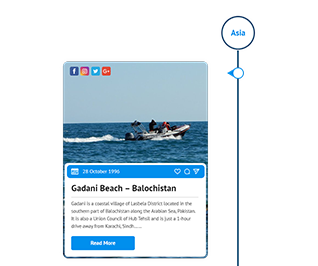 Asia
28 October 1996
Gadani Beach – Balochistan
Gadani is a coastal village of Lasbela District located in the
southern part of Balochistan along the Arabian Sea, Pakistan.
It is also a Union Council of Hub Tehsil and is just a 1-hour
drive away from Karachi, Sindh......
Read More